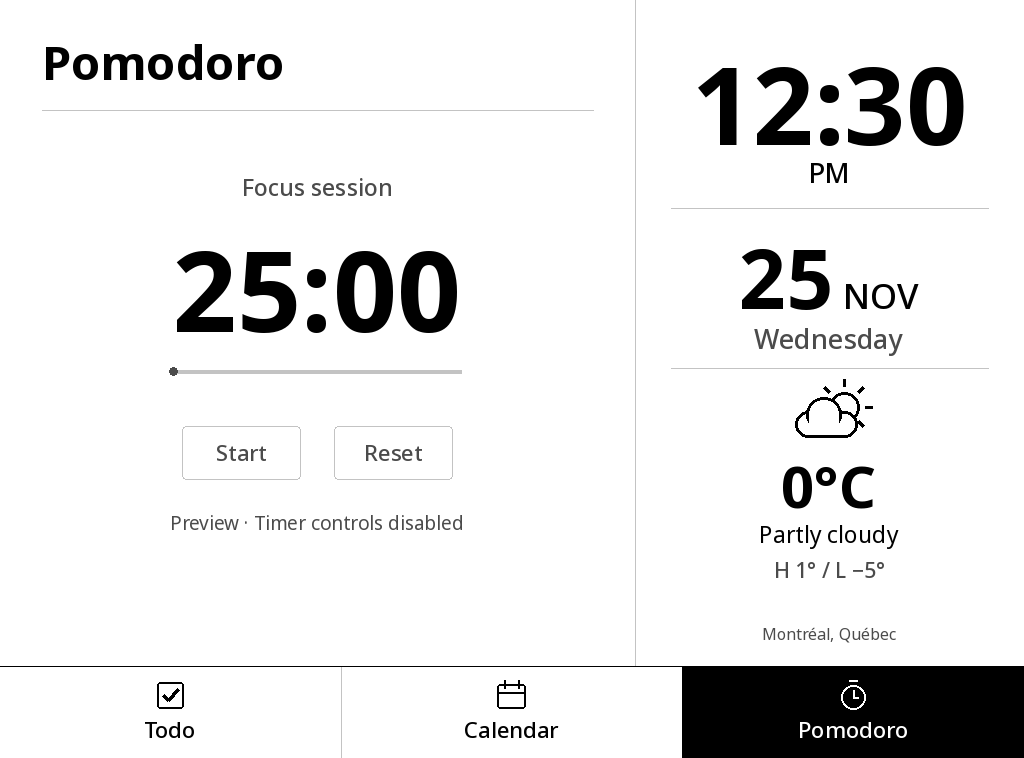 Pomodoro
Focus session
25:00
Start
Reset
Preview · Timer controls disabled
12:30
PM
25 NOV
Wednesday
0°C
Partly cloudy
H 1° / L −5°
Montréal, Québec
Todo
Calendar
Pomodoro